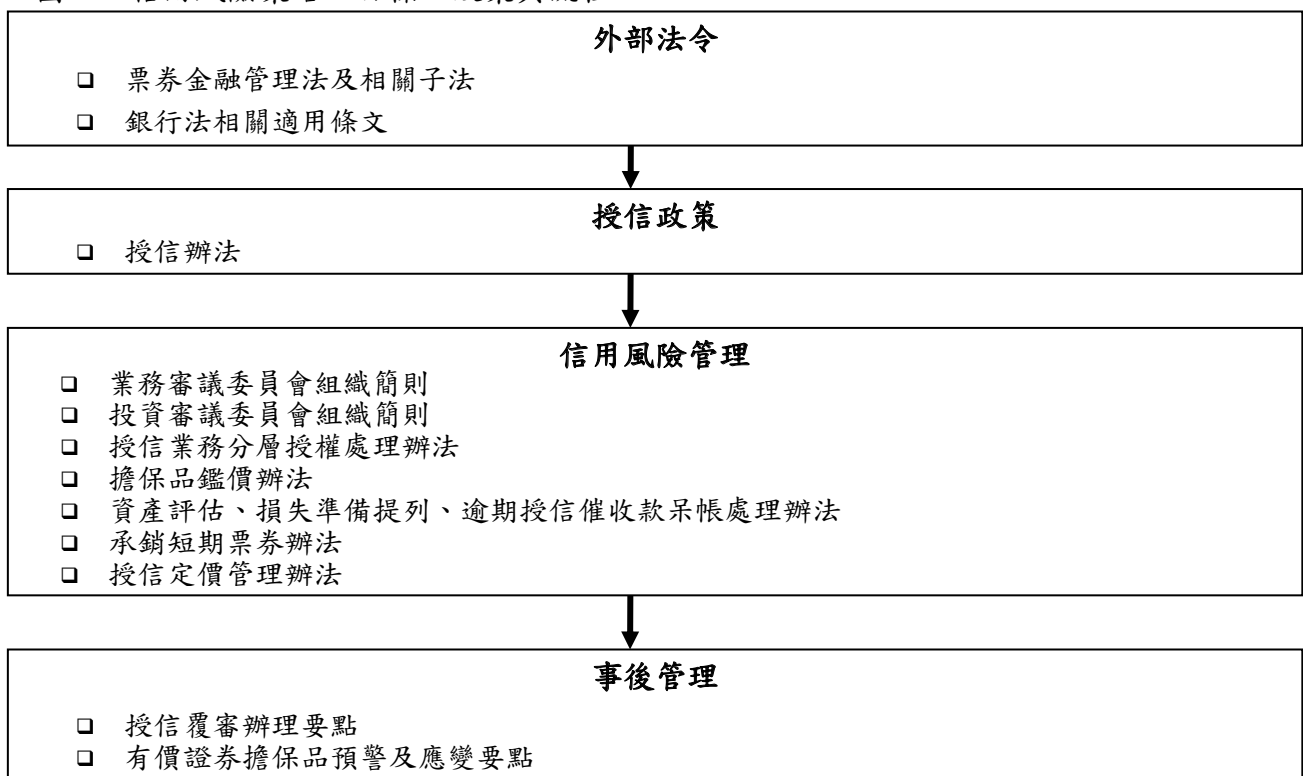 外部法令
❑ 票券金融管理法及相關子法
❑ 銀行法相關適用條文
授信政策
❑ 授信辦法
信用風險管理
❑ 業務審議委員會組織簡則
❑ 投資審議委員會組織簡則
❑ 授信業務分層授權處理辦法
❑ 擔保品鑑價辦法
❑ 資產評估、損失準備提列、逾期授信催收款呆帳處理辦法
❑ 承銷短期票券辦法
❑ 授信定價管理辦法
事後管理
❑ 授信覆審辦理要點
❑ 有價證券擔保品預警及應變要點